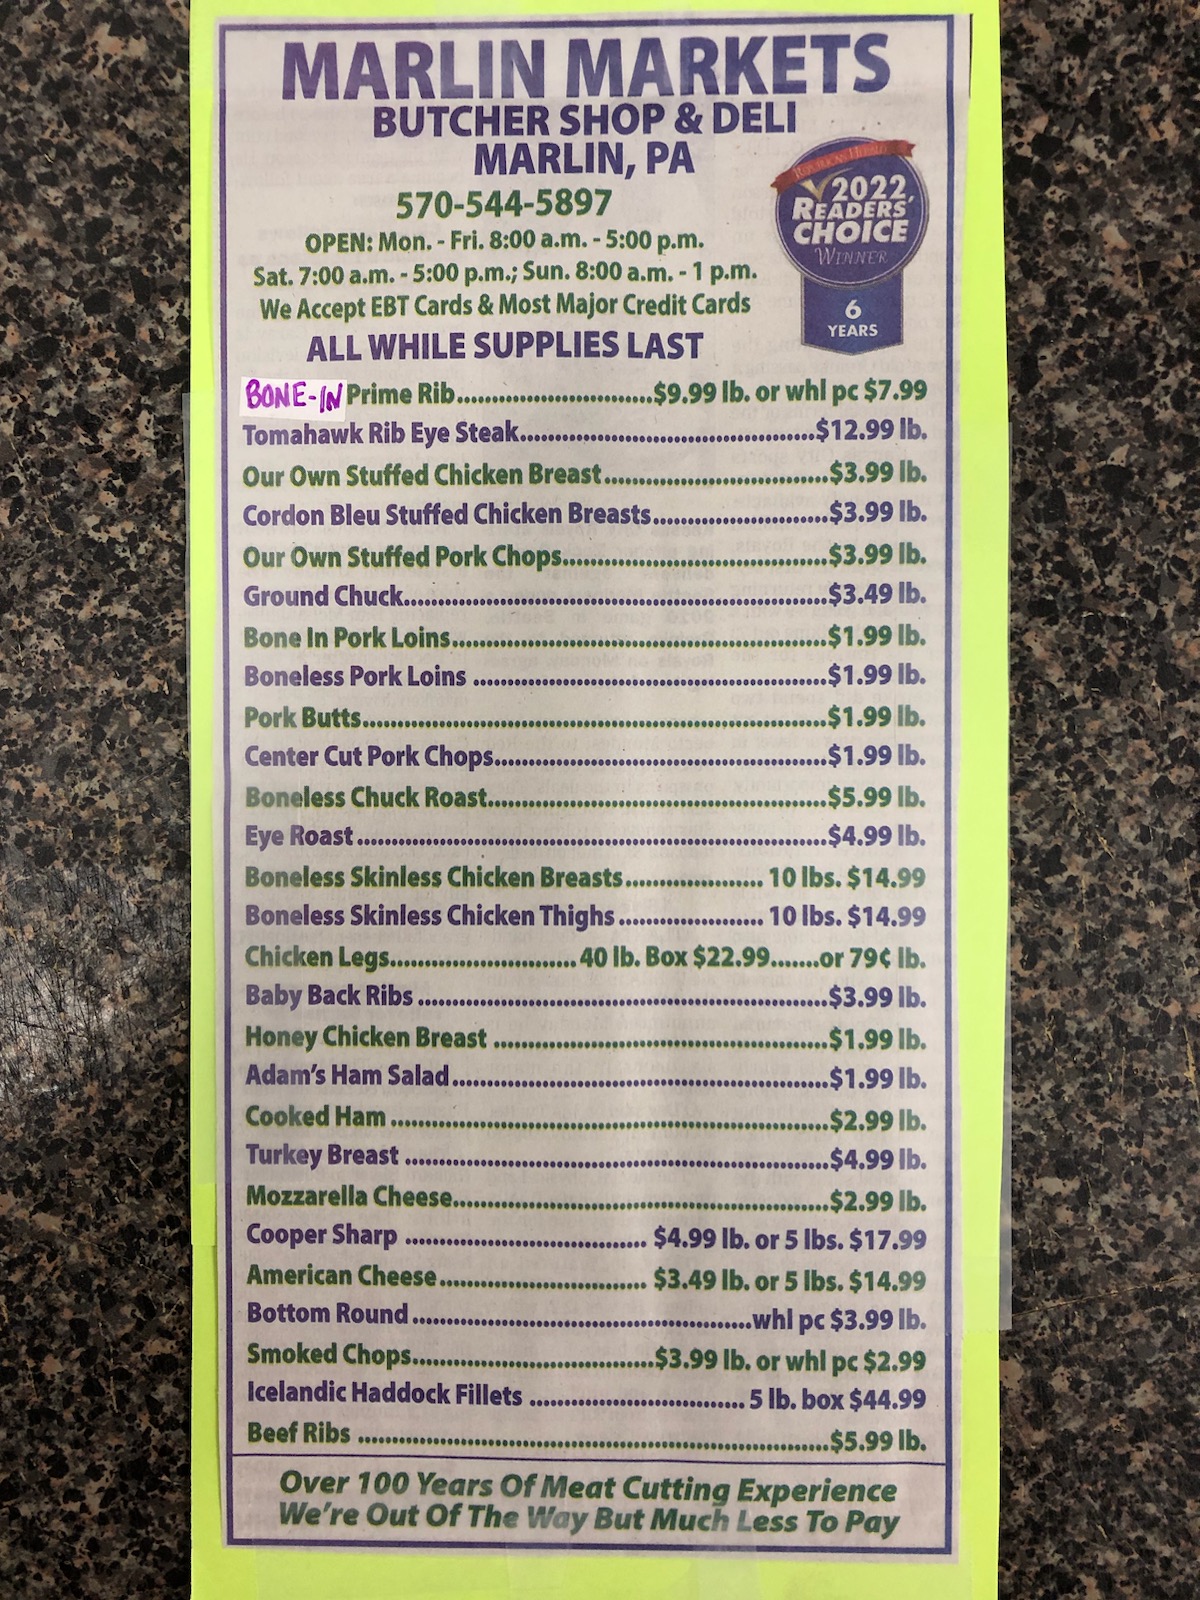 MARLIN MARKETS
BUTCHER SHOP & DELI
MARLIN, PA
570-544-5897
OPEN: Mon. - Fri. 8:00 a.m. - 5:00 p.m.
Sat. 7:00 a.m. - 5:00 p.m.; Sun. 8:00 a.m. - 1 p.m.
We Accept EBT Cards & Most Major Credit Cards
ALL WHILE SUPPLIES LAST
REPUBLICAN HERALD
2022
READERS'
CHOICE
WINNER
6
YEARS
BONE-IN Prime Rib.............................$9.99 lb. or whl pc $7.99
Tomahawk Rib Eye Steak...........................................$12.99 lb.
Our Own Stuffed Chicken Breast.................................$3.99 lb.
Cordon Bleu Stuffed Chicken Breasts..........................$3.99 lb.
Our Own Stuffed Pork Chops.......................................$3.99 lb.
Ground Chuck...............................................................$3.49 lb.
Bone In Pork Loins........................................................$1.99 lb.
Boneless Pork Loins .....................................................$1.99 lb.
Pork Butts.....................................................................$1.99 lb.
Center Cut Pork Chops.................................................$1.99 lb.
Boneless Chuck Roast..................................................$5.99 lb.
Eye Roast ......................................................................$4.99 lb.
Boneless Skinless Chicken Breasts.................... 10 lbs. $14.99
Boneless Skinless Chicken Thighs ..................... 10 lbs. $14.99
Chicken Legs............................ 40 lb. Box $22.99.......or 79¢ lb.
Baby Back Ribs .............................................................$3.99 lb.
Honey Chicken Breast .................................................$1.99 lb.
Adam's Ham Salad........................................................$1.99 lb.
Cooked Ham .................................................................$2.99 lb.
Turkey Breast ...............................................................$4.99 lb.
Mozzarella Cheese........................................................$2.99 lb.
Cooper Sharp .................................... $4.99 lb. or 5 lbs. $17.99
American Cheese............................... $3.49 lb. or 5 lbs. $14.99
Bottom Round ..................................................whl pc $3.99 lb.
Smoked Chops....................................$3.99 lb. or whl pc $2.99
Icelandic Haddock Fillets ................................ 5 lb. box $44.99
Beef Ribs ......................................................................$5.99 lb.
Over 100 Years Of Meat Cutting Experience
We're Out Of The Way But Much Less To Pay